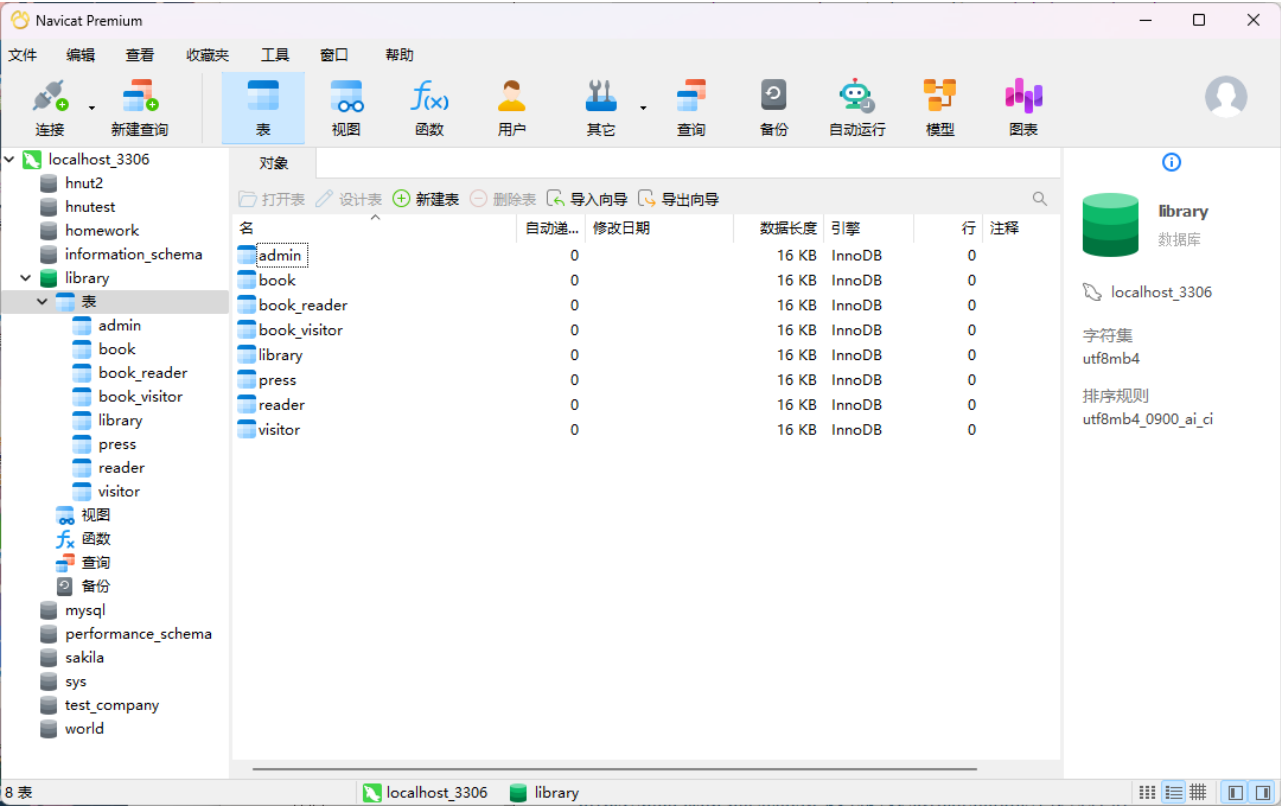 Navicat Premium
文件 编辑 查看 收藏夹 工具 窗口 帮助
连接 新建查询 表 视图 函数 用户 其它 查询 备份 自动运行 模型 图表
localhost_3306
hnut2
hnutest
homework
information_schema
library
表
admin
book
book_reader
book_visitor
library
press
reader
visitor
视图
函数
查询
备份
mysql
performance_schema
sakila
sys
test_company
world
对象
打开表 设计表 新建表 删除表 导入向导 导出向导
名 自动递... 修改日期 数据长度 引擎 行 注释
admin 0 16 KB InnoDB 0
book 0 16 KB InnoDB 0
book_reader 0 16 KB InnoDB 0
book_visitor 0 16 KB InnoDB 0
library 0 16 KB InnoDB 0
press 0 16 KB InnoDB 0
reader 0 16 KB InnoDB 0
visitor 0 16 KB InnoDB 0
library
数据库
localhost_3306
字符集
utf8mb4
排序规则
utf8mb4_0900_ai_ci
8 表 localhost_3306 library